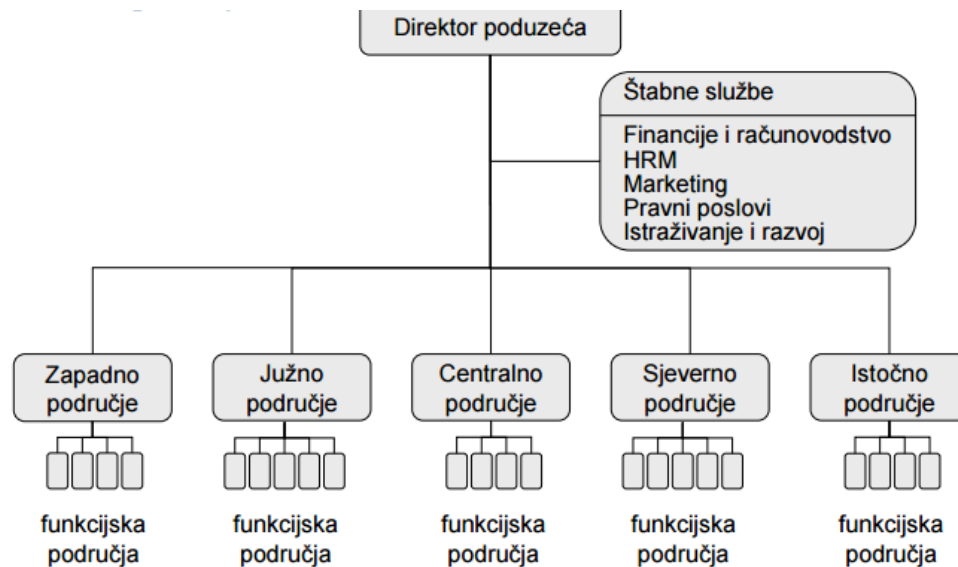 Direktor poduzeća
Štabne službe
Financije i računovodstvo
HRM
Marketing
Pravni poslovi
Istraživanje i razvoj
Zapadno
područje
Južno
područje
Centralno
područje
Sjeverno
područje
Istočno
područje
funkcijska
područja
funkcijska
područja
funkcijska
područja
funkcijska
područja
funkcijska
područja